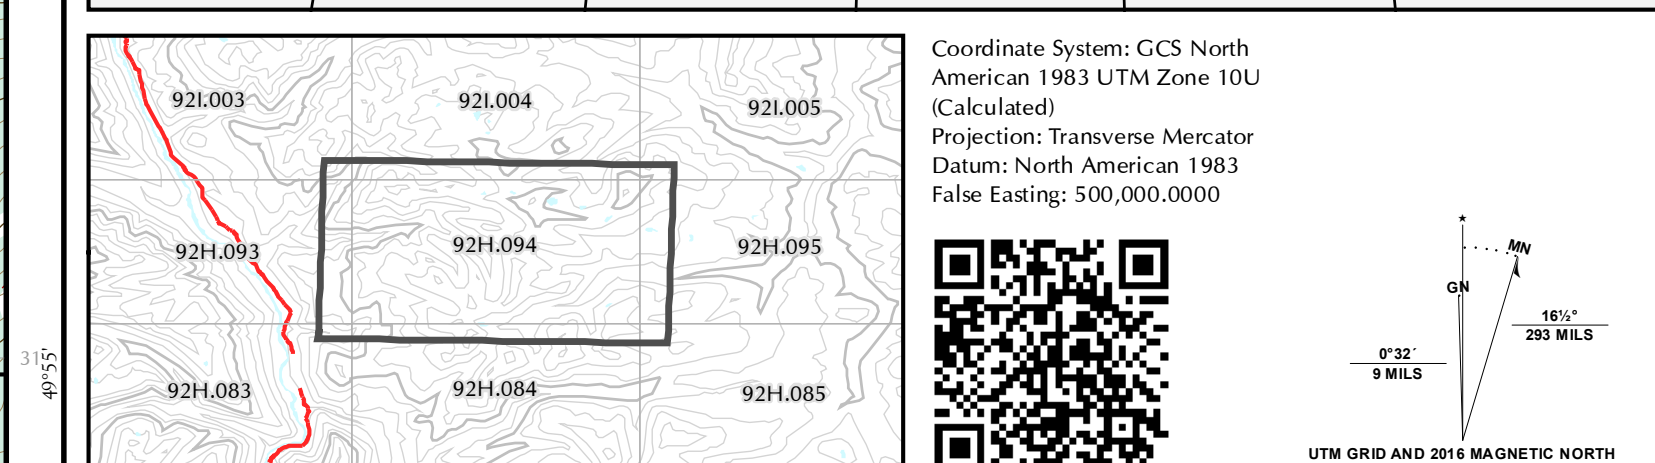 92I.003
92I.004
92I.005
92H.093
92H.094
92H.095
92H.083
92H.084
92H.085
31
49°55'
Coordinate System: GCS North
American 1983 UTM Zone 10U
(Calculated)
Projection: Transverse Mercator
Datum: North American 1983
False Easting: 500,000.0000
MN
GN
16½°
293 MILS
0°32´
9 MILS
UTM GRID AND 2016 MAGNETIC NORTH